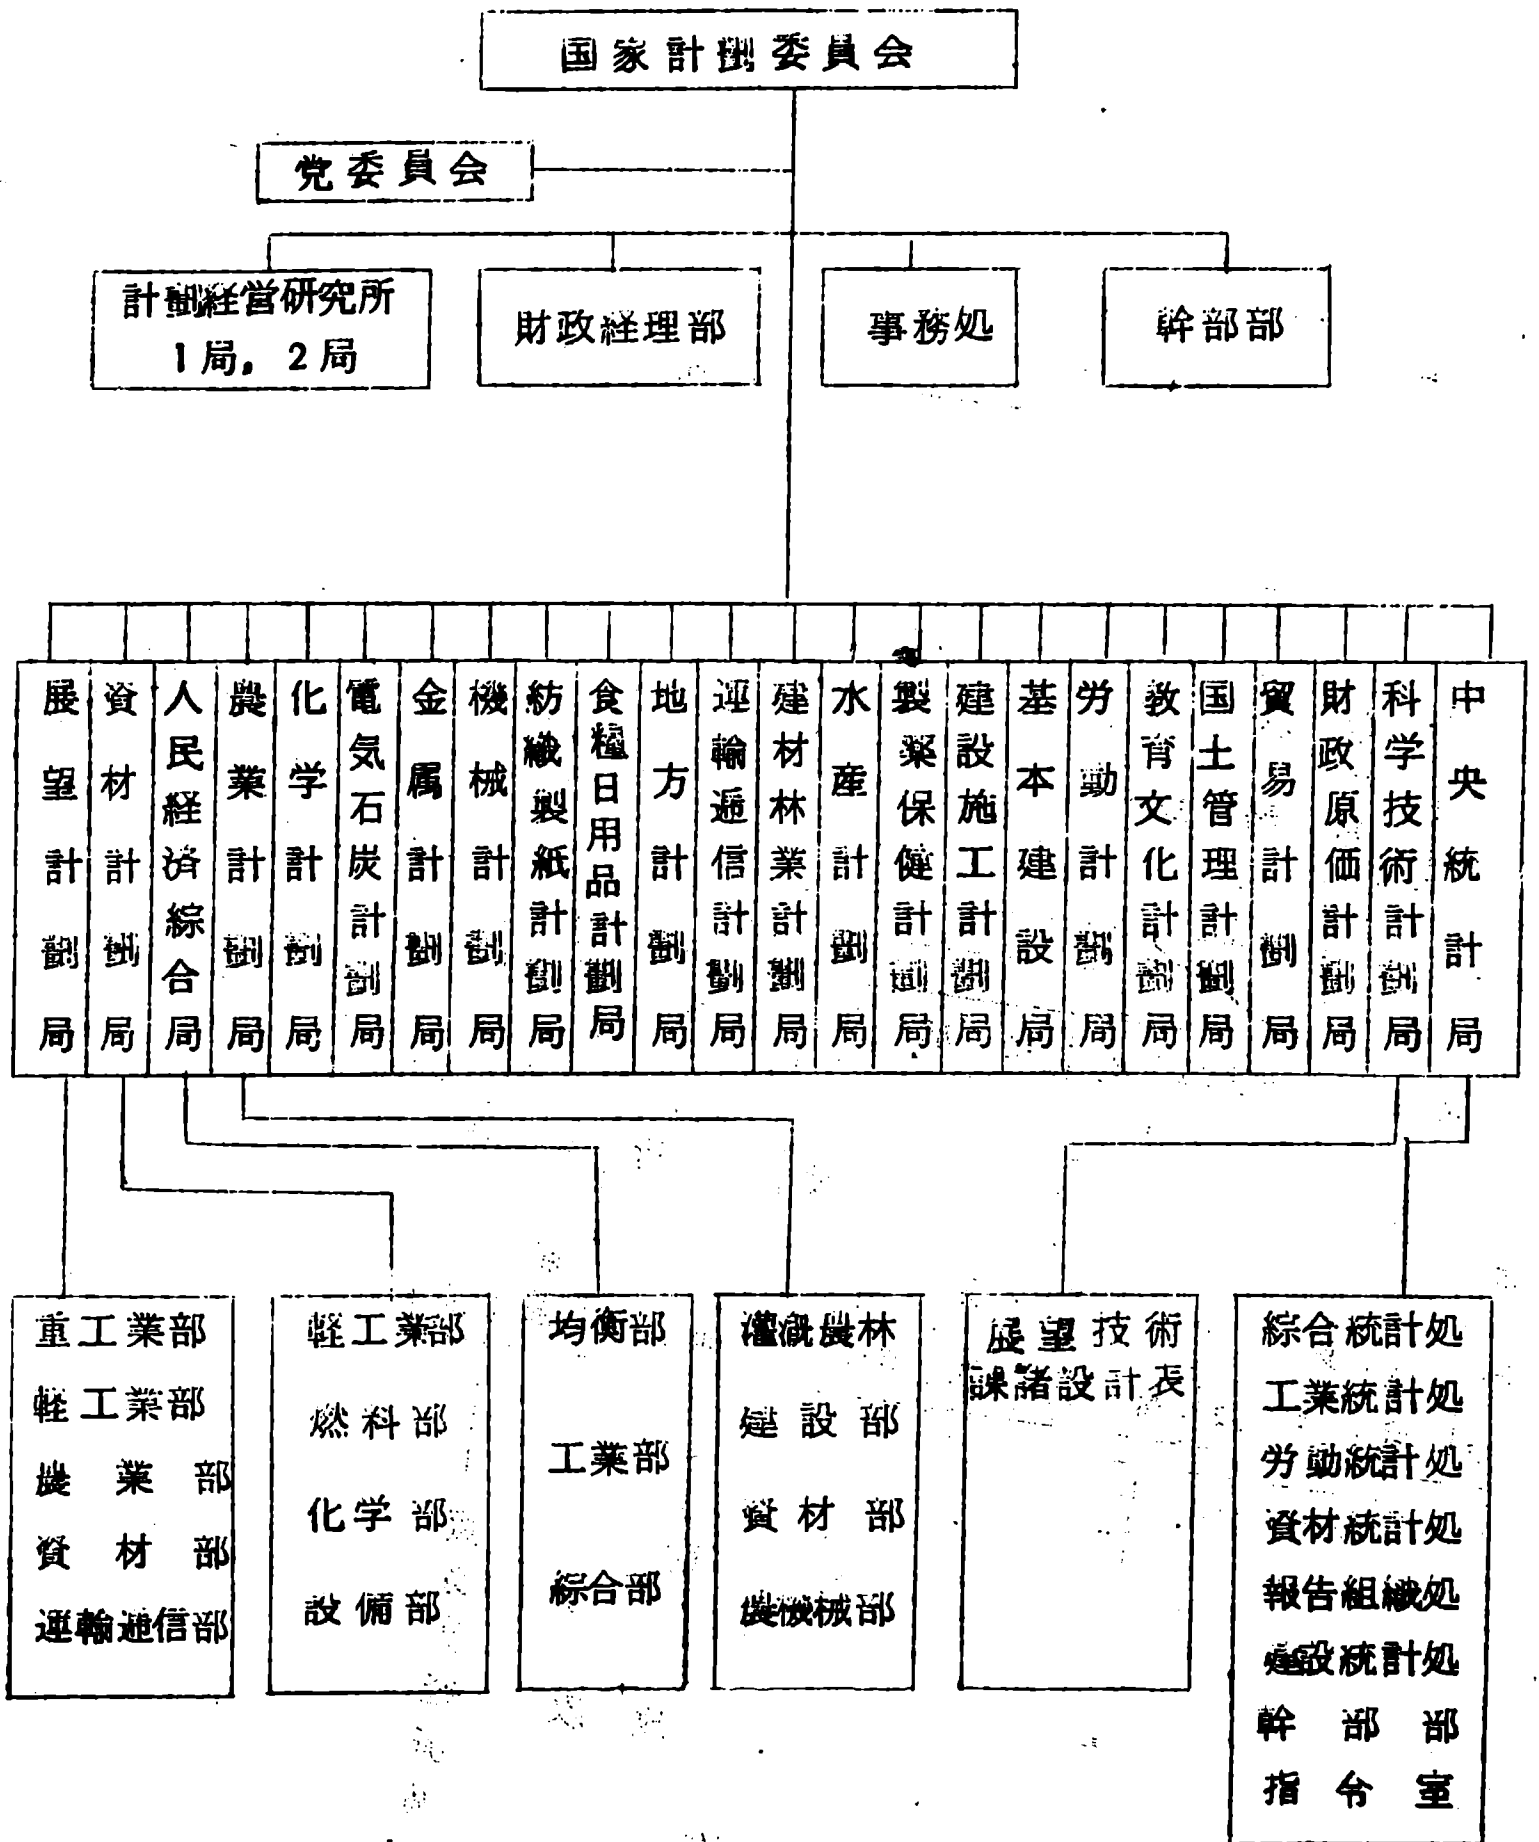 国家計劃委員会
党委員会
計劃経営研究所
1局，2局
財政経理部
事務処
幹部部
展望計劃局
資材計劃局
人民経済綜合局
農業計劃局
化学計劃局
電気石炭計劃局
金属計劃局
機械計劃局
紡織製紙計劃局
食糧日用品計劃局
地方計劃局
運輸逓信計劃局
建材林業計劃局
水産計劃局
製薬保健計劃局
建設施工計劃局
基本建設局
労動計劃局
教育文化計劃局
国土管理計劃局
貿易計劃局
財政原価計劃局
科学技術計劃局
中央統計局
重工業部
軽工業部
農業部
資材部
運輸逓信部
軽工業部
燃料部
化学部
設備部
均衡部
工業部
綜合部
灌漑農林
建設部
資材部
農機械部
展望技術
課諸設計表
綜合統計処
工業統計処
労動統計処
資材統計処
報告組織処
建設統計処
幹部部
指令室